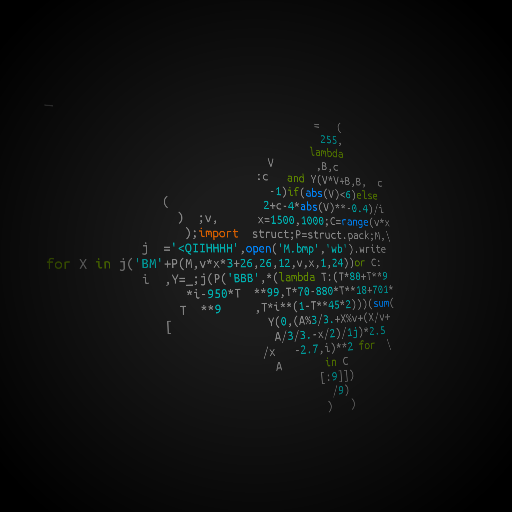 _
= (
255,
lambda
V ,B,c
:c and Y(V*V+B,B, c
-1)if(abs(V)<6)else
( 2+c-4*abs(V)**-0.4)/i
) ;v, x=1500,1000;C=range(v*x
);import struct;P=struct.pack;M,\
j ='<QIIHHHH',open('M.bmp','wb').write
for X in j('BM'+P(M,v*x*3+26,26,12,v,x,1,24))or C:
i ,Y=_;j(P('BBB',*(lambda T:(T*80+T**9
*i-950*T **99,T*70-880*T**18+701*
T **9 ,T*i**(1-T**45*2)))(sum(
[ Y(0,(A%3/3.+X%v+(X/v+
A/3/3.-x/2)/1j)*2.5
/x -2.7,i)**2 for \
A in C
[:9]])
/9)
) )